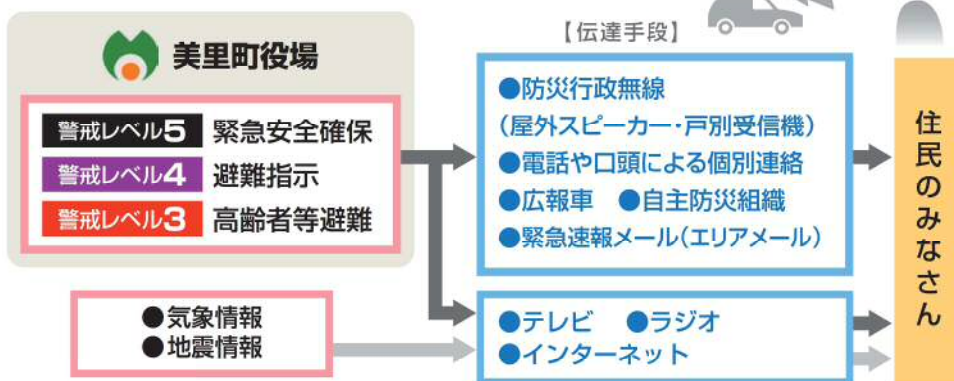 美里町役場
警戒レベル5 緊急安全確保
警戒レベル4 避難指示
警戒レベル3 高齢者等避難
●気象情報
●地震情報
【伝達手段】
●防災行政無線
(屋外スピーカー・戸別受信機)
●電話や口頭による個別連絡
●広報車 ●自主防災組織
●緊急速報メール(エリアメール)
●テレビ ●ラジオ
●インターネット
住民のみなさん